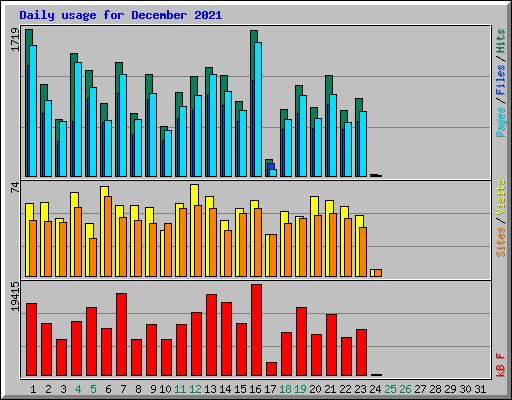 Daily usage for December 2021
1719
Pages / Files / Hits
74
Sites / Visits
19415
kB F
1 2 3 4 5 6 7 8 9 10 11 12 13 14 15 16 17 18 19 20 21 22 23 24 25 26 27 28 29 30 31